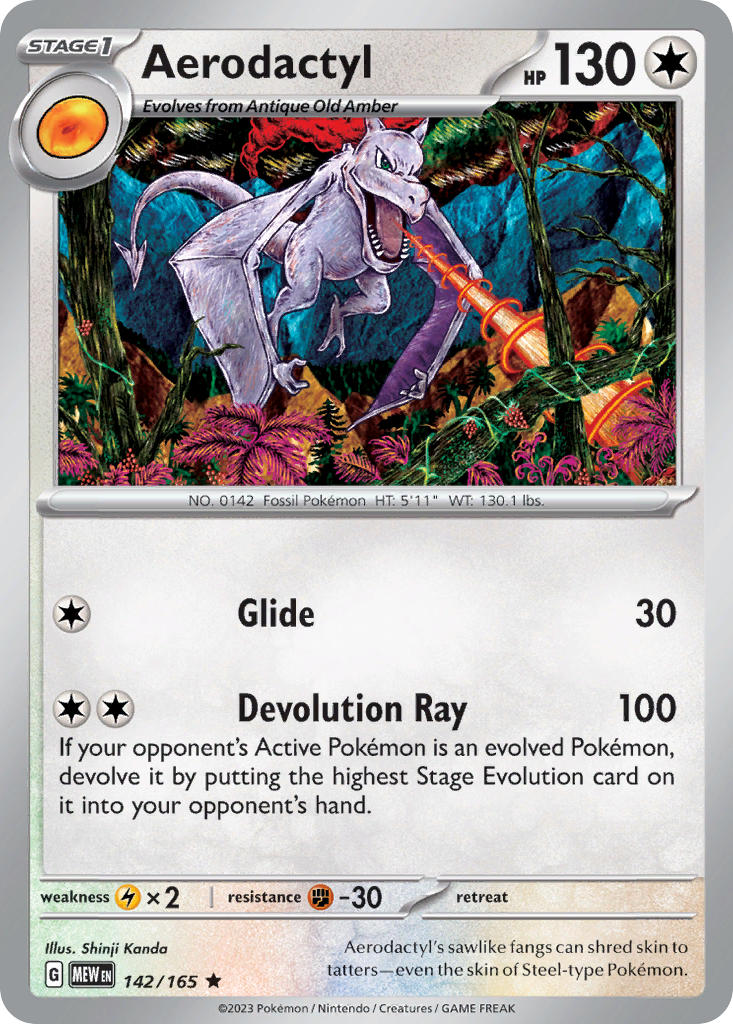 STAGE1
Aerodactyl
HP 130
Evolves from Antique Old Amber
NO. 0142 Fossil Pokémon HT: 5'11" WT: 130.1 lbs.
Glide 30
Devolution Ray 100
If your opponent's Active Pokémon is an evolved Pokémon,
devolve it by putting the highest Stage Evolution card on
it into your opponent's hand.
weakness ×2 resistance -30 retreat
Illus. Shinji Kanda
G MEW EN 142/165 ★
Aerodactyl's sawlike fangs can shred skin to
tatters—even the skin of Steel-type Pokémon.
©2023 Pokémon / Nintendo / Creatures / GAME FREAK